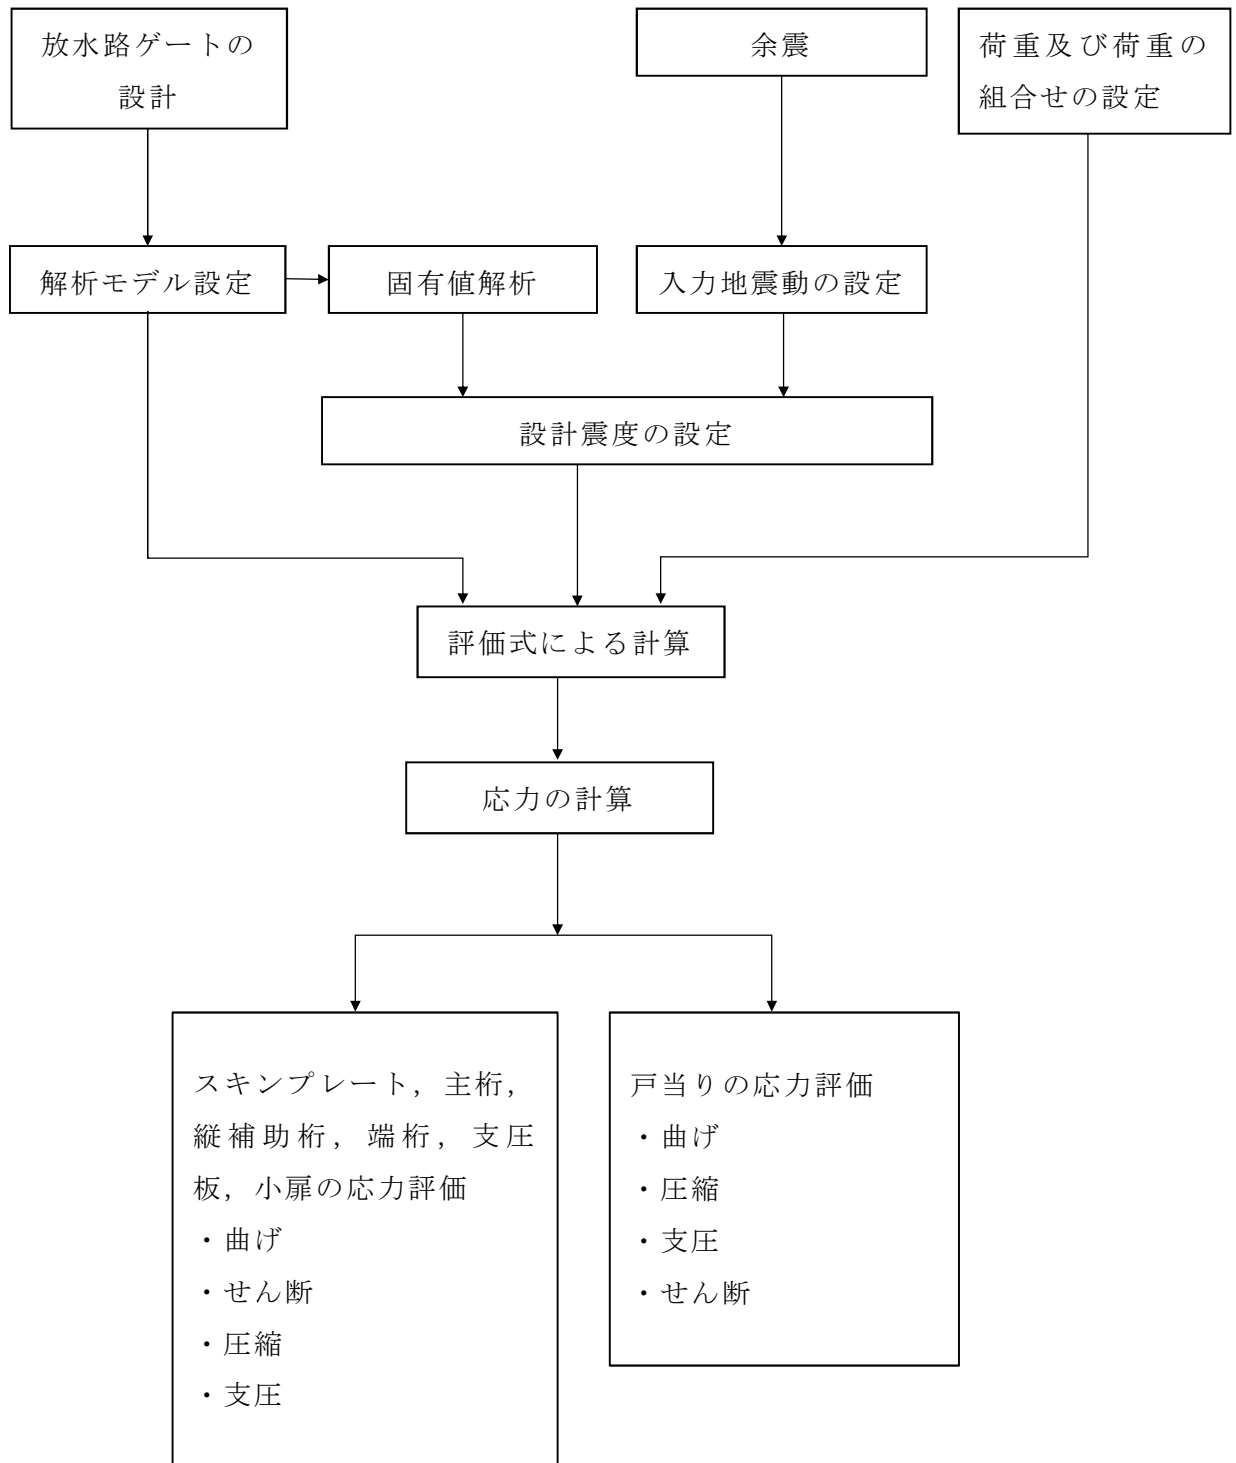 放水路ゲートの
設計
余震
荷重及び荷重の
組合せの設定
解析モデル設定
固有値解析
入力地震動の設定
設計震度の設定
評価式による計算
応力の計算
スキンプレート，主桁，
縦補助桁，端桁，支圧
板，小扉の応力評価
・曲げ
・せん断
・圧縮
・支圧
戸当りの応力評価
・曲げ
・圧縮
・支圧
・せん断